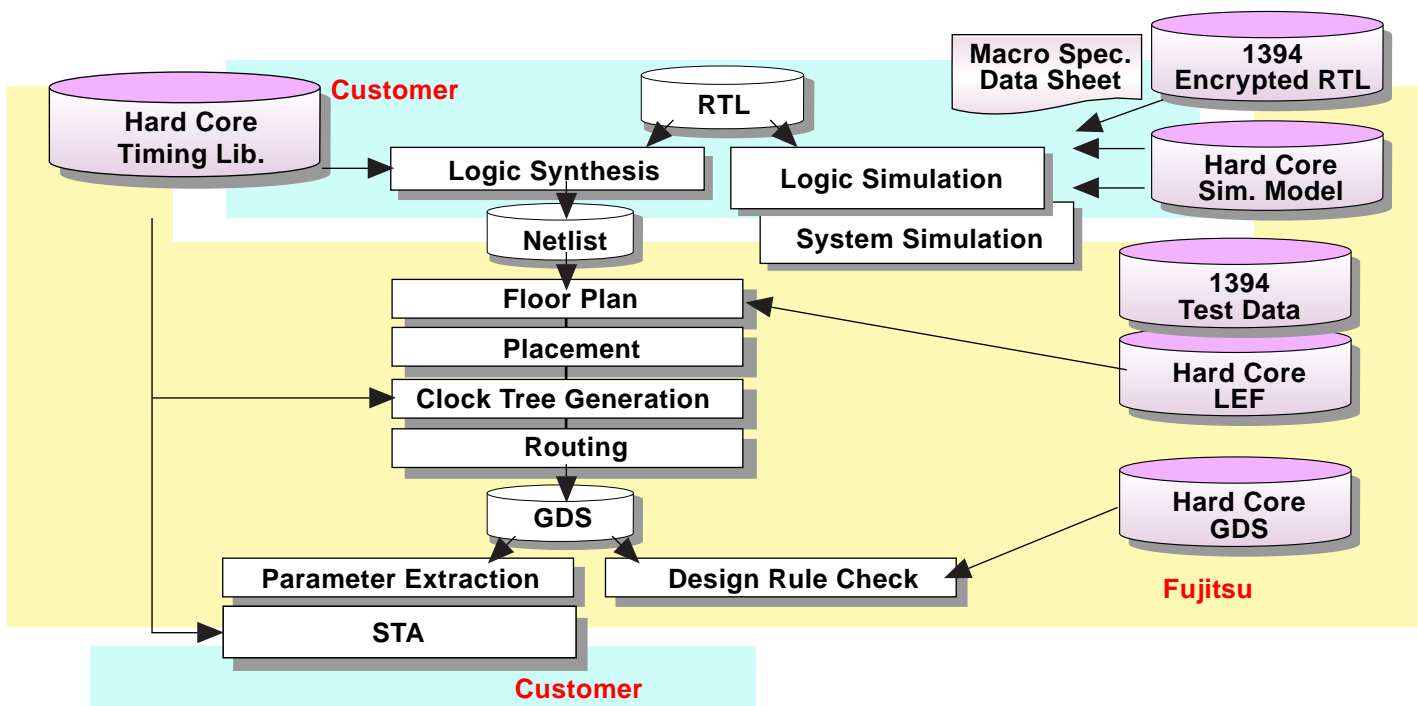 Customer
Hard Core
Timing Lib.
RTL
Macro Spec.
Data Sheet
1394
Encrypted RTL
Logic Synthesis
Logic Simulation
Hard Core
Sim. Model
Netlist
System Simulation
Floor Plan
1394
Test Data
Placement
Hard Core
LEF
Clock Tree Generation
Routing
GDS
Hard Core
GDS
Parameter Extraction
Design Rule Check
Fujitsu
STA
Customer